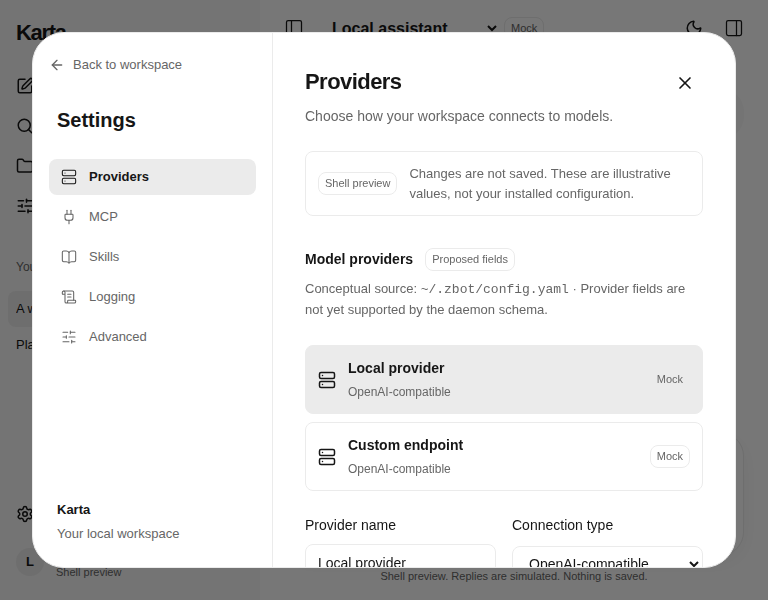 Karta
Local assistant
Mock
Back to workspace
Settings
Providers
MCP
Skills
Logging
Advanced
Karta
Your local workspace
Providers
Choose how your workspace connects to models.
Shell preview
Changes are not saved. These are illustrative
values, not your installed configuration.
Model providers
Proposed fields
Conceptual source: ~/.zbot/config.yaml · Provider fields are
not yet supported by the daemon schema.
Local provider
OpenAI-compatible
Mock
Custom endpoint
OpenAI-compatible
Mock
Provider name
Connection type
Local provider
OpenAI-compatible
L
Shell preview
Shell preview. Replies are simulated. Nothing is saved.